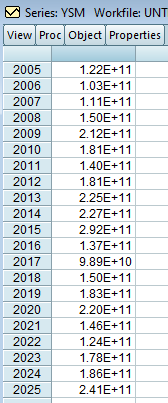 Series: YSM Workfile: UNT
View Proc Object Properties
2005 1.22E+11
2006 1.03E+11
2007 1.11E+11
2008 1.50E+11
2009 2.12E+11
2010 1.81E+11
2011 1.40E+11
2012 1.81E+11
2013 2.25E+11
2014 2.27E+11
2015 2.92E+11
2016 1.37E+11
2017 9.89E+10
2018 1.50E+11
2019 1.83E+11
2020 2.20E+11
2021 1.46E+11
2022 1.24E+11
2023 1.78E+11
2024 1.86E+11
2025 2.41E+11